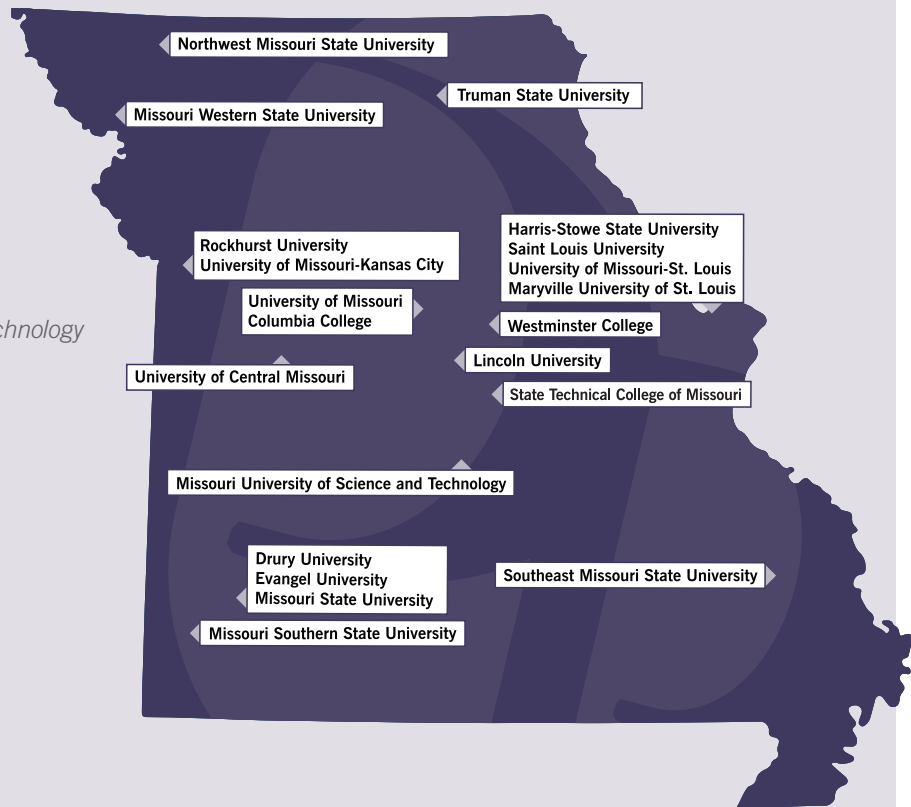 Northwest Missouri State University
Truman State University
Missouri Western State University
Harris-Stowe State University
Saint Louis University
University of Missouri-St. Louis
Maryville University of St. Louis
Rockhurst University
University of Missouri-Kansas City
University of Missouri
Columbia College
Westminster College
chnology
Lincoln University
University of Central Missouri
State Technical College of Missouri
Missouri University of Science and Technology
Drury University
Evangel University
Missouri State University
Southeast Missouri State University
Missouri Southern State University